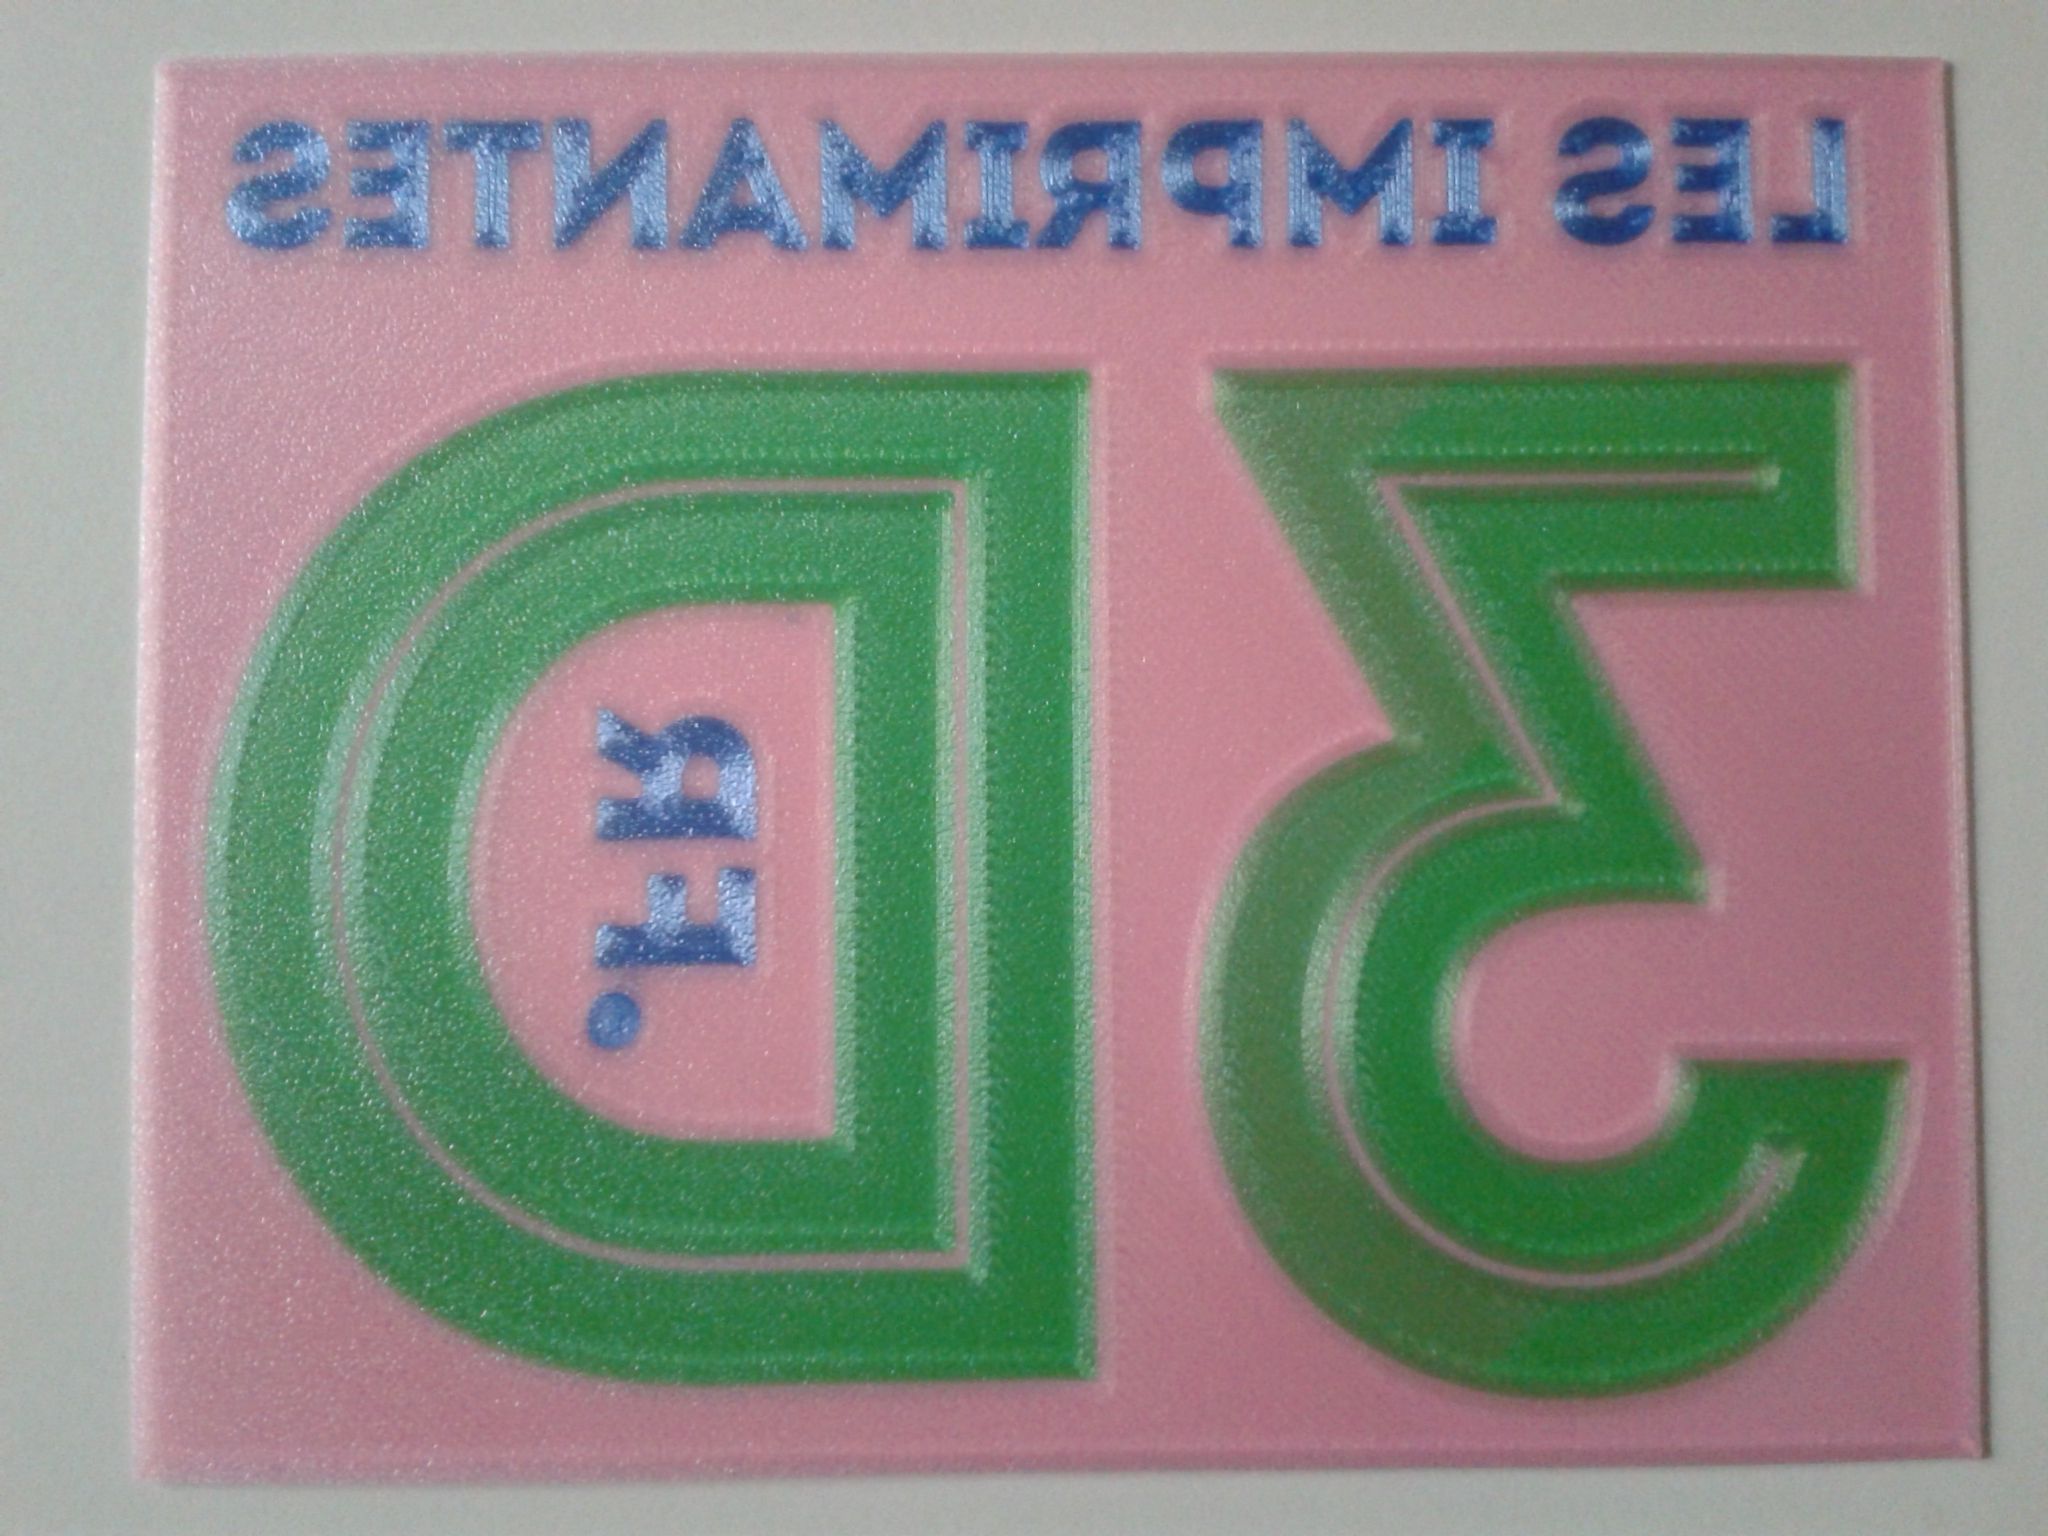 LES IMPRIMANTES
3D
.FR